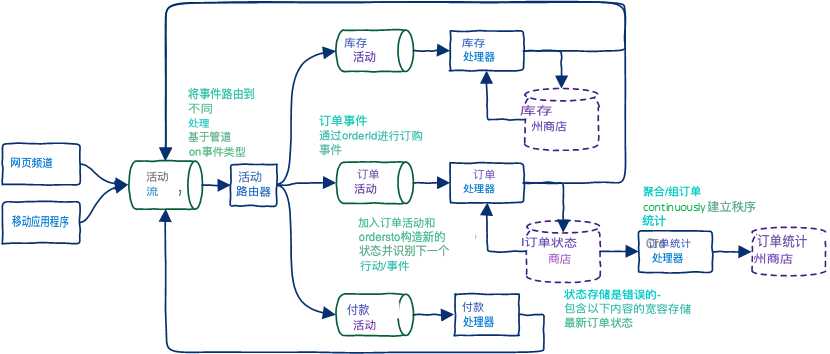 库存
活动
库存
处理器
将事件路由到
不同
处理
基于管道
on事件类型
订单事件
通过orderId进行订购
事件
库存
州商店
网页频道
活动
流
活动
路由器
订单
活动
订单
处理器
聚合/组订单
continuously 建立秩序
统计
移动应用程序
加入订单活动和
ordersto构造新的
状态并识别下一个
行动/事件
订单状态
商店
订单统计
处理器
订单统计
州商店
状态存储是错误的-
包含以下内容的宽容存储
最新订单状态
付款
活动
付款
处理器